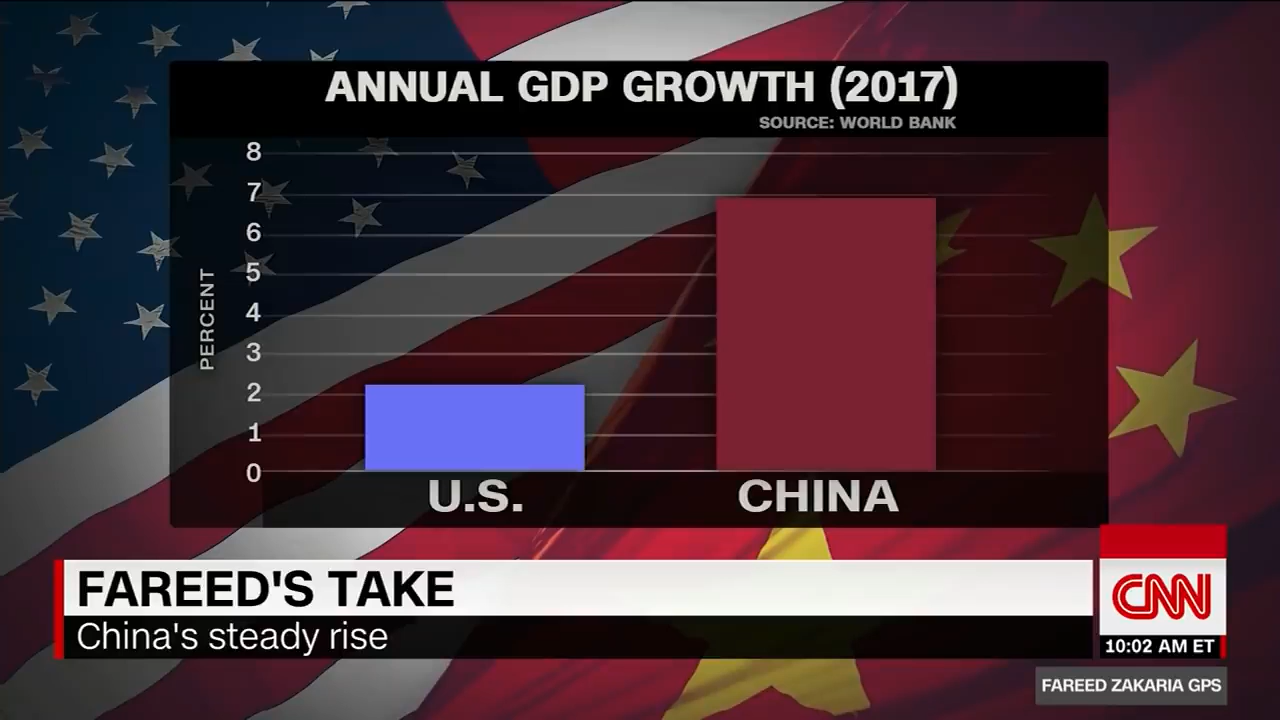 ANNUAL GDP GROWTH (2017)
SOURCE: WORLD BANK
PERCENT
8
7
6
5
4
3
2
1
0
U.S.
CHINA
FAREED'S TAKE
China's steady rise
CNN
10:02 AM ET
FAREED ZAKARIA GPS